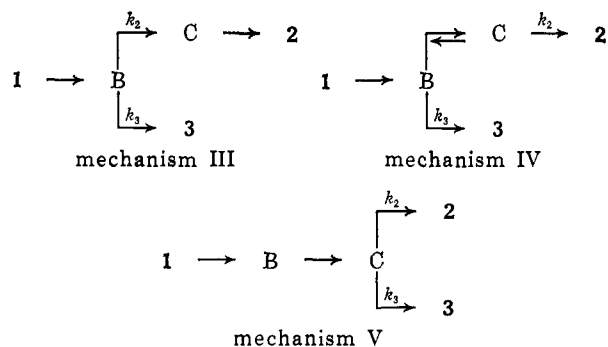 k₂ C 2
1 B
k₃ 3
mechanism III
C k₂ 2
1 B
k₃ 3
mechanism IV
k₂ 2
1 B C
k₃ 3
mechanism V